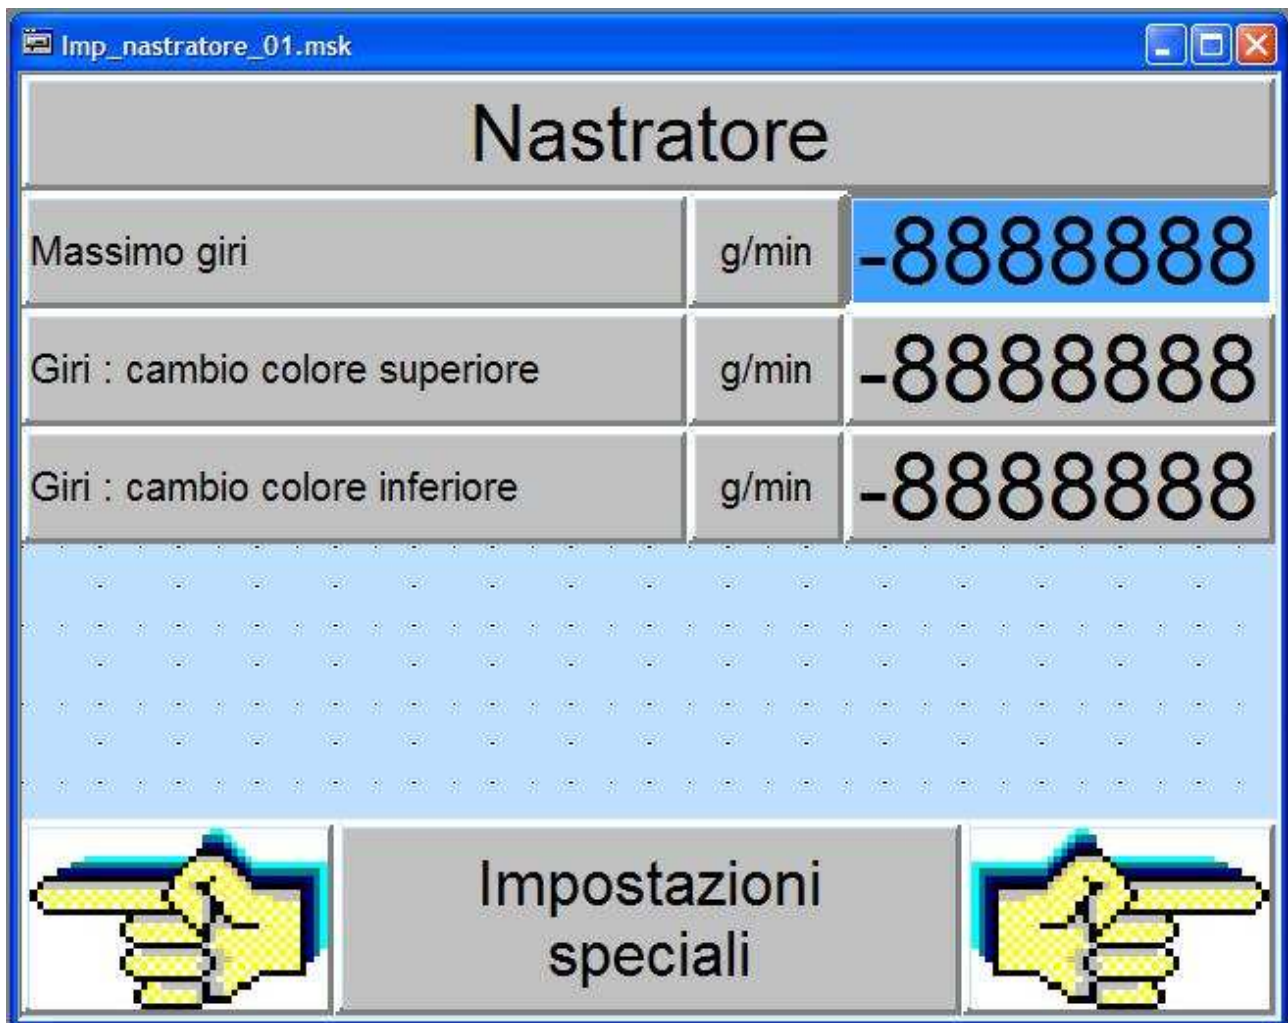 Imp_nastratore_01.msk
Nastratore
Massimo giri g/min -8888888
Giri : cambio colore superiore g/min -8888888
Giri : cambio colore inferiore g/min -8888888
Impostazioni
speciali